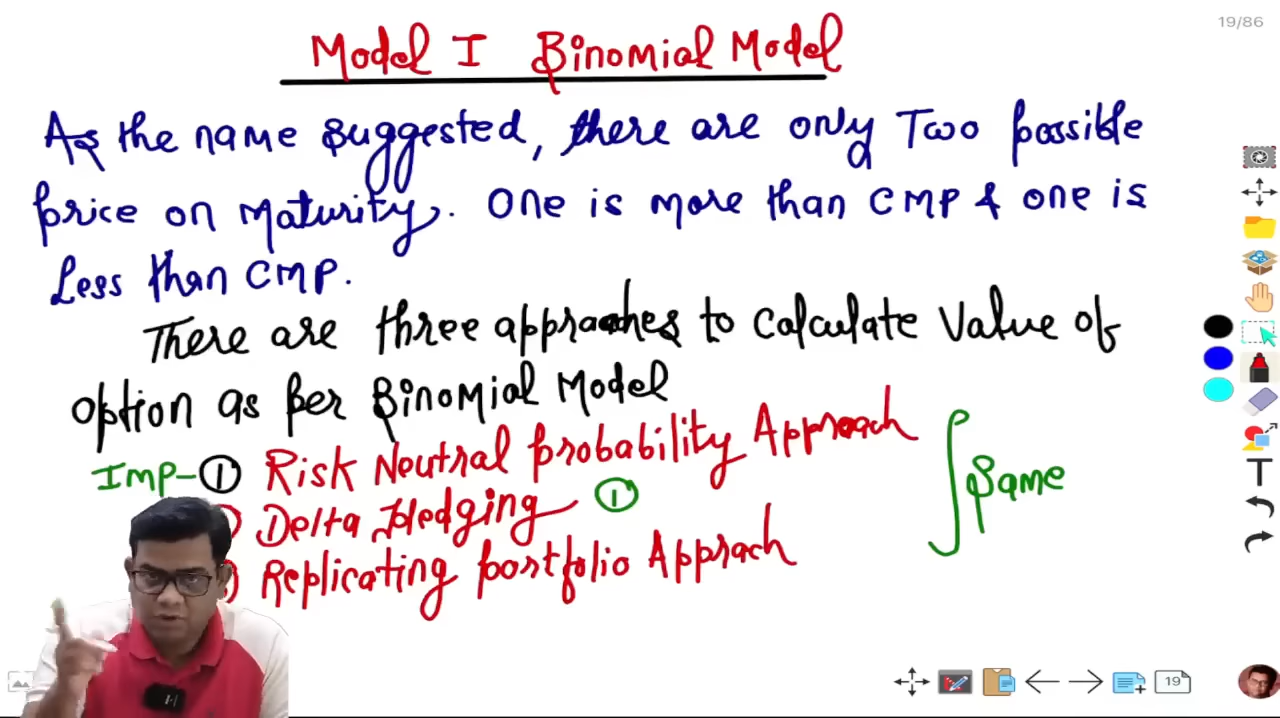 19/86
Model I Binomial Model
As the name suggested, there are only Two possible
price on Maturity. One is more than CMP & one is
Less than CMP.
There are three approaches to calculate Value of
option as per Binomial Model
IMP- ① Risk Neutral probability Approach
Delta Hedging ①
Replicating portfolio Apprach
Same
19